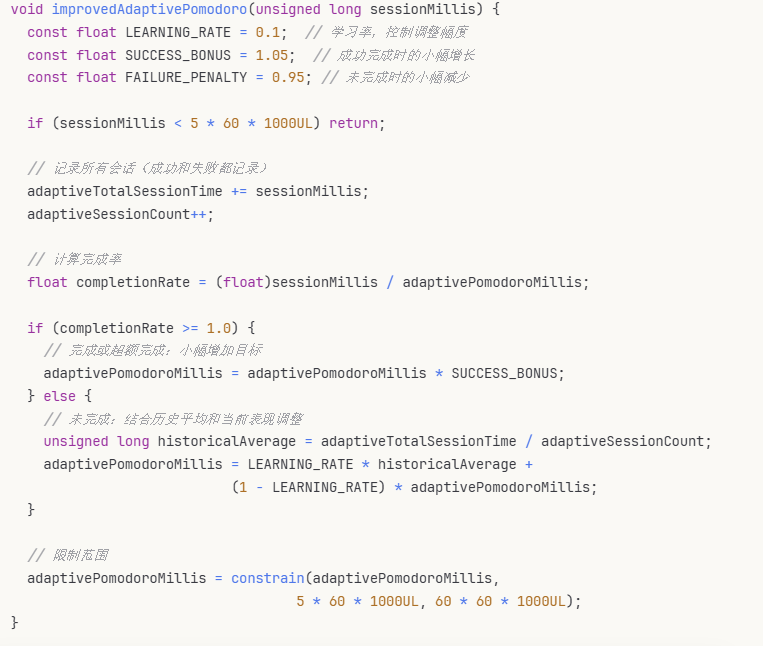 void improvedAdaptivePomodoro(unsigned long sessionMillis) {
  const float LEARNING_RATE = 0.1;  // 学习率，控制调整幅度
  const float SUCCESS_BONUS = 1.05;  // 成功完成时的小幅增长
  const float FAILURE_PENALTY = 0.95; // 未完成时的小幅减少

  if (sessionMillis < 5 * 60 * 1000UL) return;

  // 记录所有会话（成功和失败都记录）
  adaptiveTotalSessionTime += sessionMillis;
  adaptiveSessionCount++;

  // 计算完成率
  float completionRate = (float)sessionMillis / adaptivePomodoroMillis;

  if (completionRate >= 1.0) {
    // 完成或超额完成：小幅增加目标
    adaptivePomodoroMillis = adaptivePomodoroMillis * SUCCESS_BONUS;
  } else {
    // 未完成：结合历史平均和当前表现调整
    unsigned long historicalAverage = adaptiveTotalSessionTime / adaptiveSessionCount;
    adaptivePomodoroMillis = LEARNING_RATE * historicalAverage +
                           (1 - LEARNING_RATE) * adaptivePomodoroMillis;
  }

  // 限制范围
  adaptivePomodoroMillis = constrain(adaptivePomodoroMillis,
                                   5 * 60 * 1000UL, 60 * 60 * 1000UL);
}